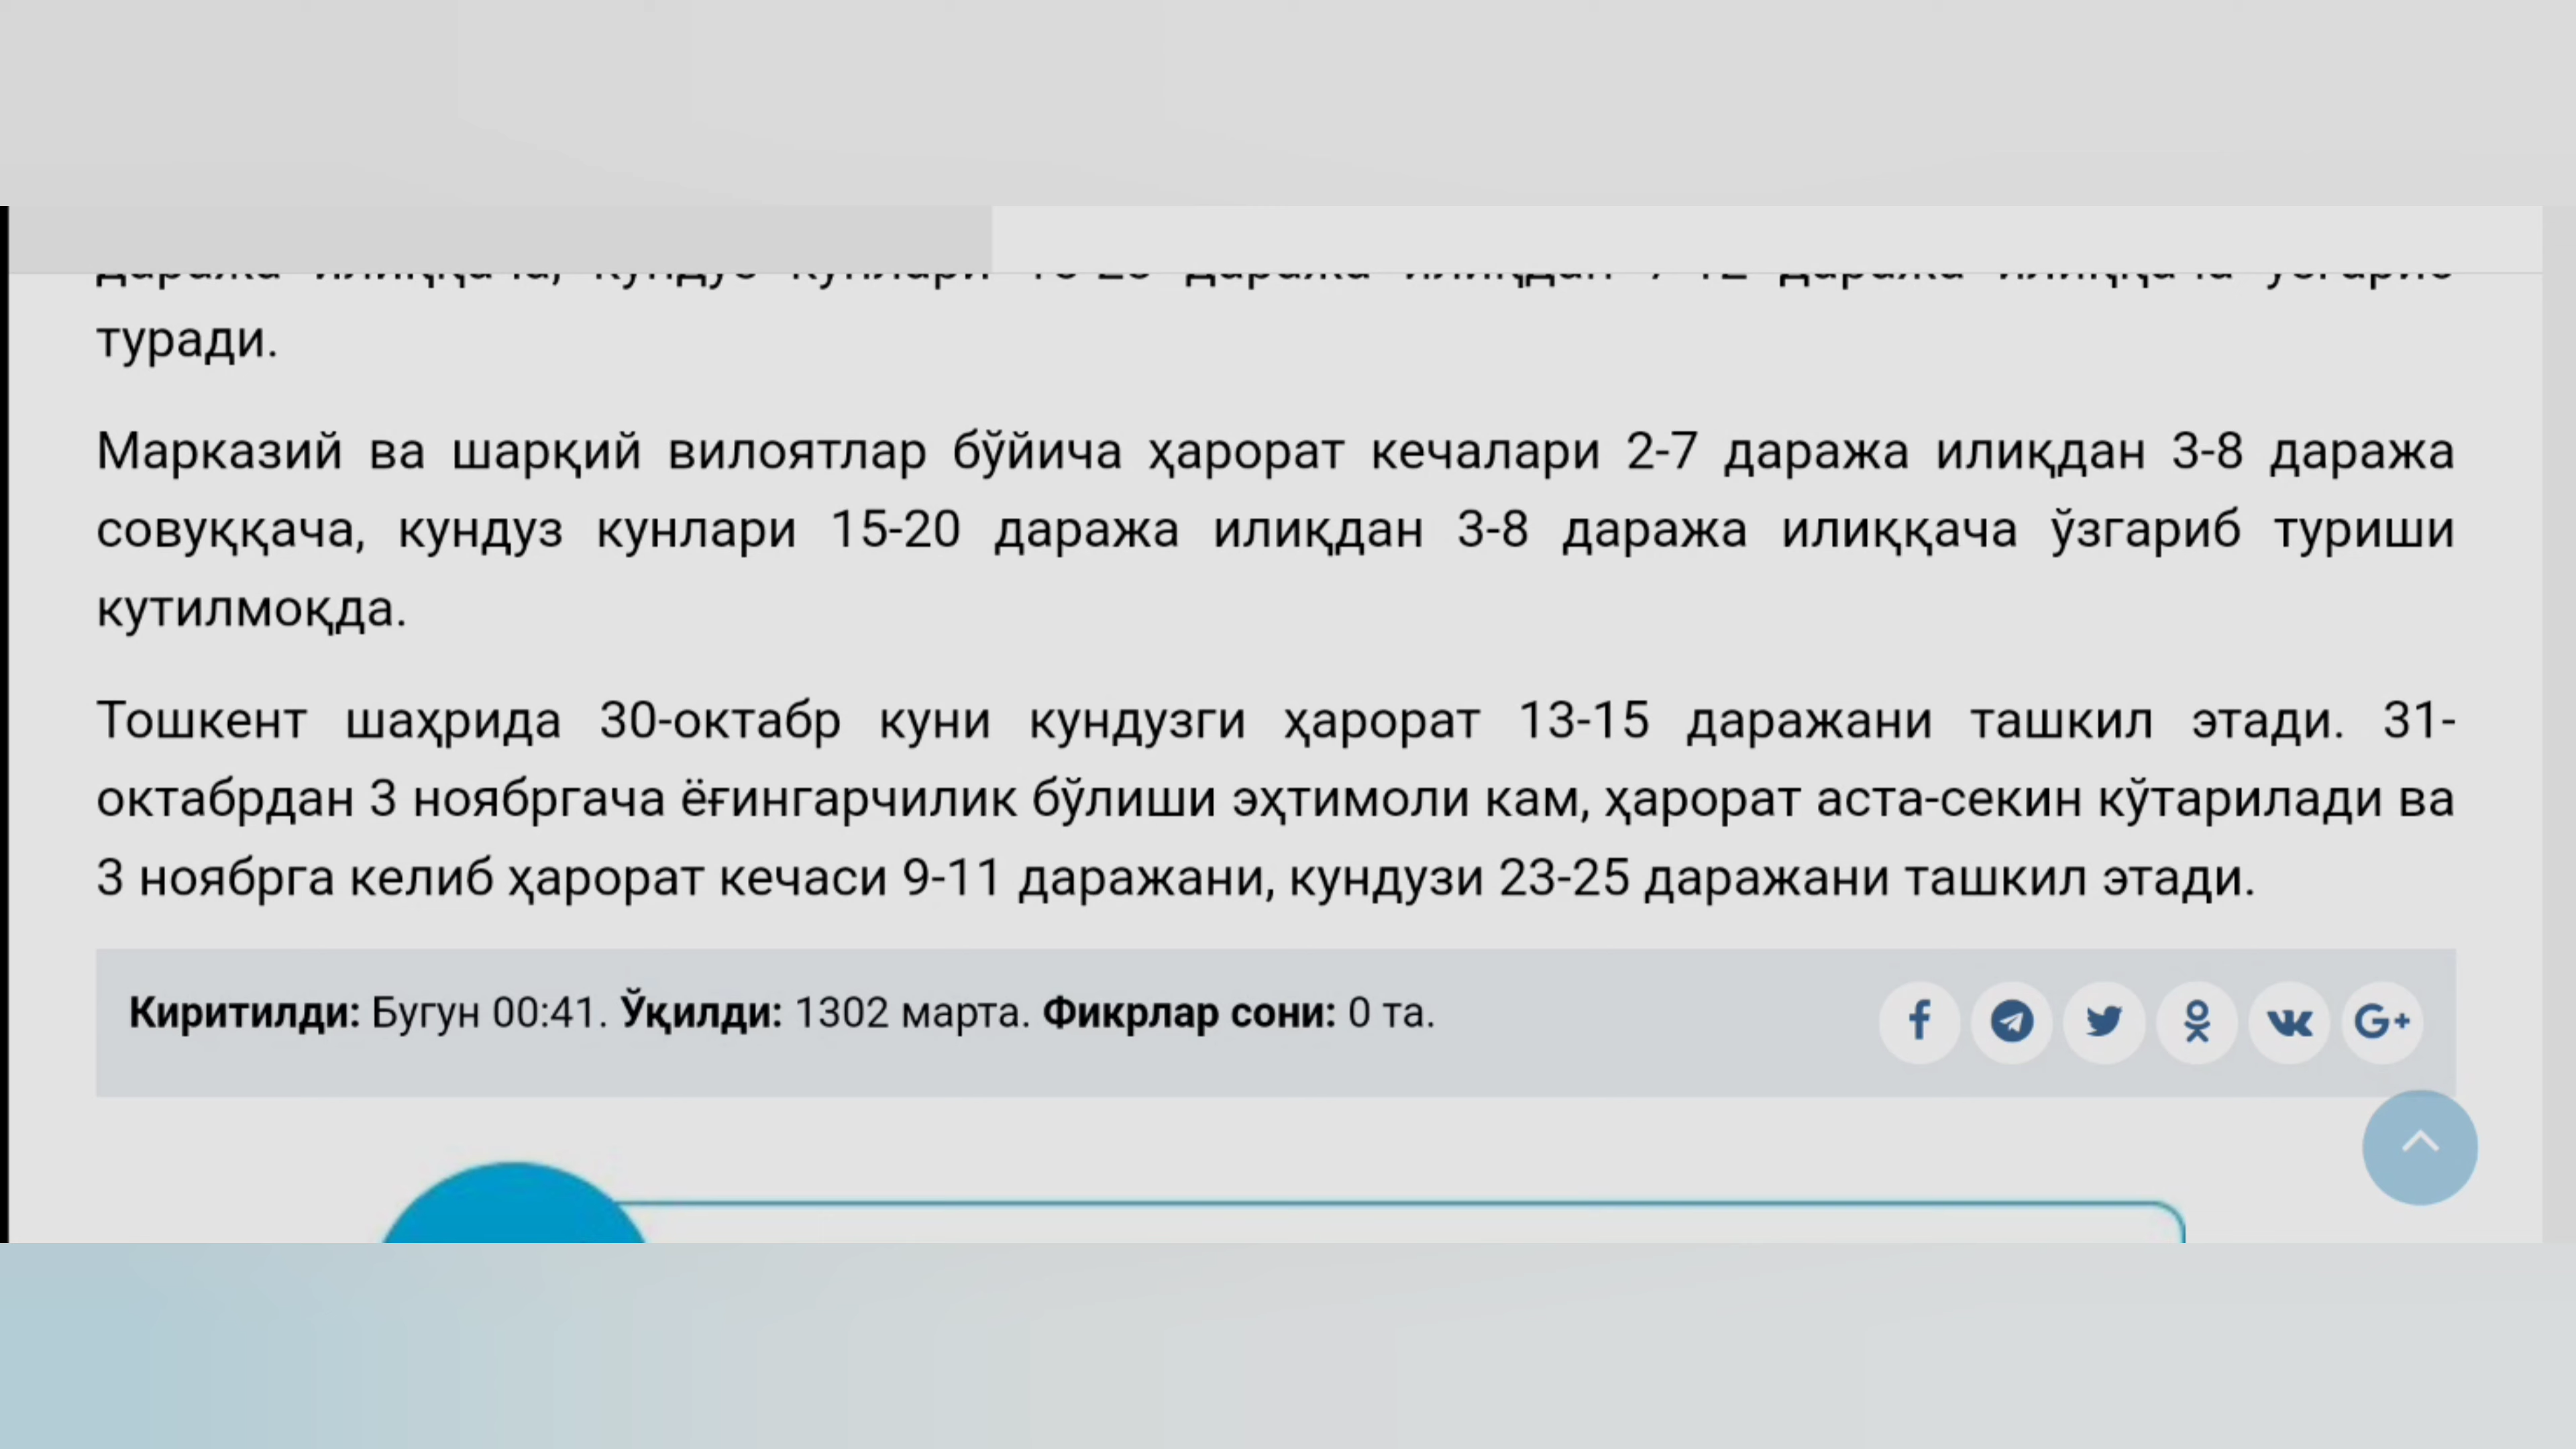 туради.
Марказий ва шарқий вилоятлар бўйича ҳарорат кечалари 2-7 даража илиқдан 3-8 даража
совуққача, кундуз кунлари 15-20 даража илиқдан 3-8 даража илиққача ўзгариб туриши
кутилмоқда.
Тошкент шаҳрида 30-октабр куни кундузги ҳарорат 13-15 даражани ташкил этади. 31-
октабрдан 3 ноябргача ёғингарчилик бўлиши эҳтимоли кам, ҳарорат аста-секин кўтарилади ва
3 ноябрга келиб ҳарорат кечаси 9-11 даражани, кундузи 23-25 даражани ташкил этади.
Киритилди: Бугун 00:41. Ўқилди: 1302 марта. Фикрлар сони: 0 та.